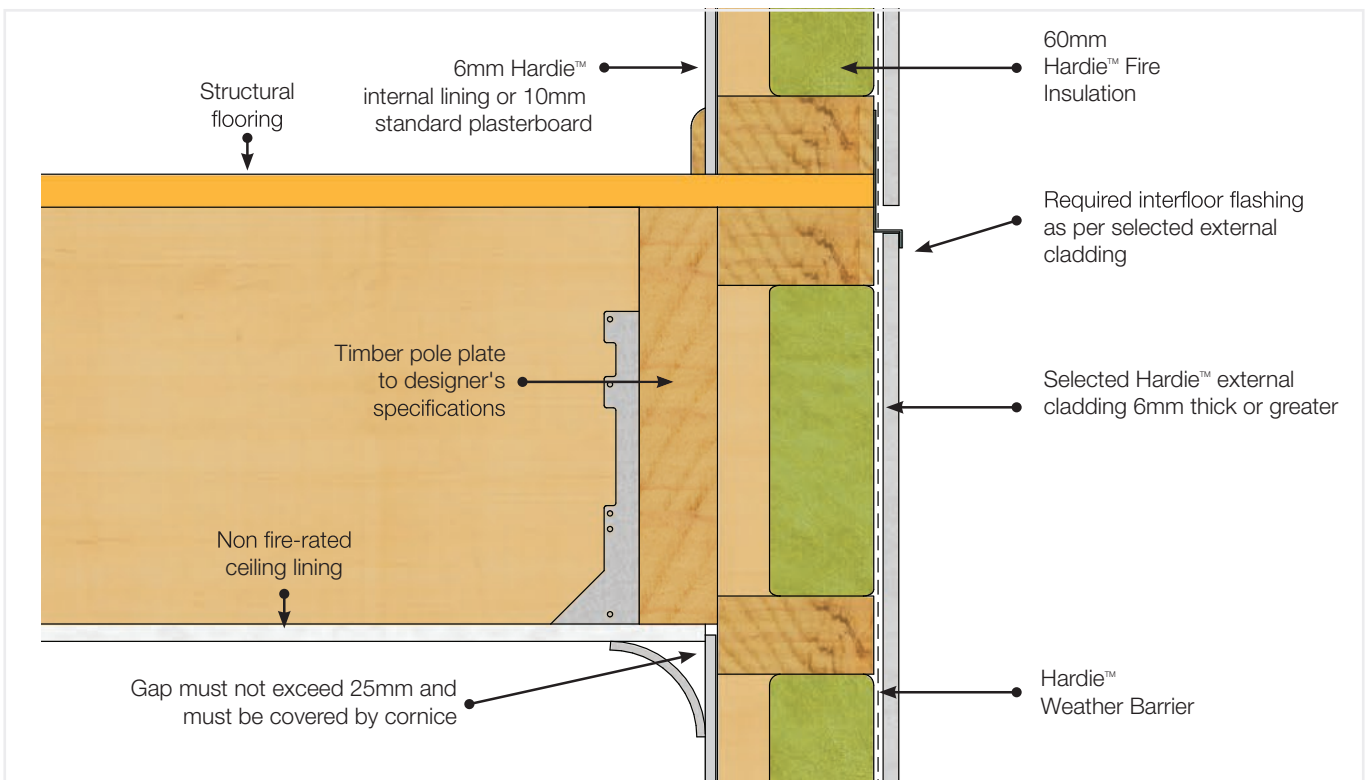 Structural
flooring
6mm Hardie™
internal lining or 10mm
standard plasterboard
60mm
Hardie™ Fire
Insulation
Required interfloor flashing
as per selected external
cladding
Timber pole plate
to designer's
specifications
Selected Hardie™ external
cladding 6mm thick or greater
Non fire-rated
ceiling lining
Gap must not exceed 25mm and
must be covered by cornice
Hardie™
Weather Barrier